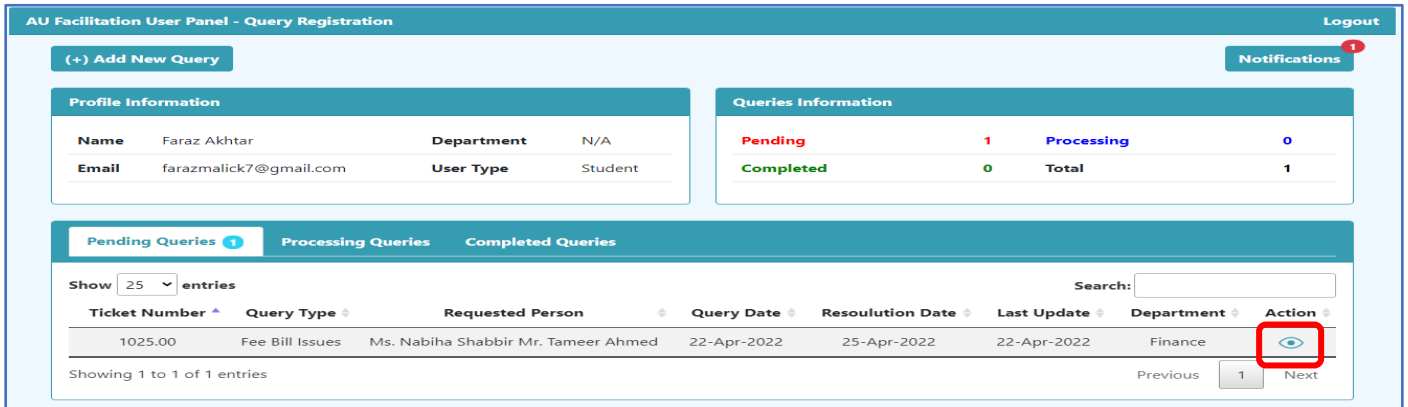 AU Facilitation User Panel - Query Registration Logout
(+) Add New Query Notifications 1
Profile Information
Name Faraz Akhtar Department N/A
Email farazmalick7@gmail.com User Type Student
Queries Information
Pending 1 Processing 0
Completed 0 Total 1
Pending Queries 1 Processing Queries Completed Queries
Show 25 entries Search:
Ticket Number Query Type Requested Person Query Date Resoulution Date Last Update Department Action
1025.00 Fee Bill Issues Ms. Nabiha Shabbir Mr. Tameer Ahmed 22-Apr-2022 25-Apr-2022 22-Apr-2022 Finance
Showing 1 to 1 of 1 entries Previous 1 Next